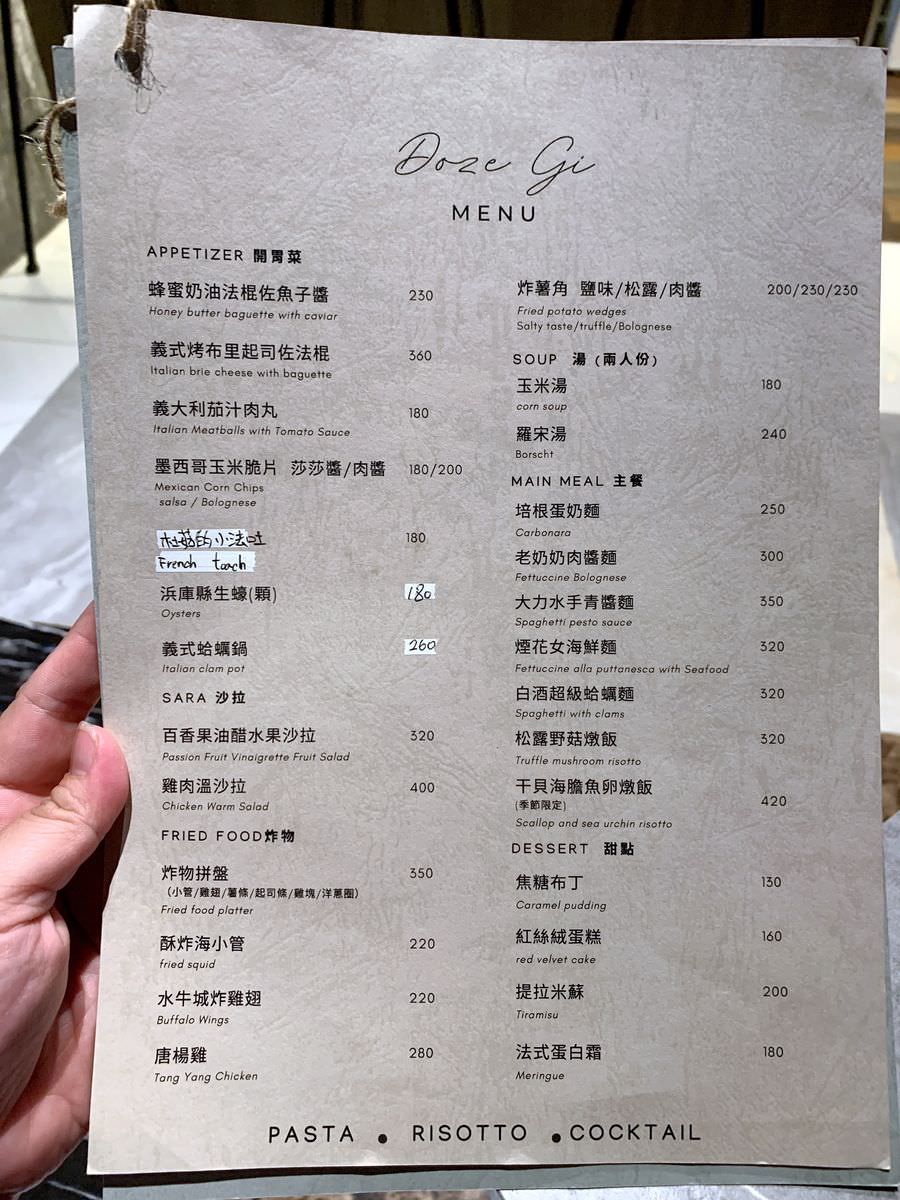 Doze Gi
MENU
APPETIZER 開胃菜
蜂蜜奶油法棍佐魚子醬 230
Honey butter baguette with caviar
義式烤布里起司佐法棍 360
Italian brie cheese with baguette
義大利茄汁肉丸 180
Italian Meatballs with Tomato Sauce
墨西哥玉米脆片 莎莎醬/肉醬 180/200
Mexican Corn Chips
salsa / Bolognese
的小法吐 180
French
浜庫縣生蠔(顆) 180
Oysters
義式蛤蠣鍋 260
Italian clam pot
SARA 沙拉
百香果油醋水果沙拉 320
Passion Fruit Vinaigrette Fruit Salad
雞肉溫沙拉 400
Chicken Warm Salad
FRIED FOOD炸物
炸物拼盤 350
(小管/雞翅/薯條/起司條/雞塊/洋蔥圈)
Fried food platter
酥炸海小管 220
fried squid
水牛城炸雞翅 220
Buffalo Wings
唐楊雞 280
Tang Yang Chicken
炸薯角 鹽味/松露/肉醬 200/230/230
Fried potato wedges
Salty taste/truffle/Bolognese
SOUP 湯 (兩人份)
玉米湯 180
corn soup
羅宋湯 240
Borscht
MAIN MEAL 主餐
培根蛋奶麵 250
Carbonara
老奶奶肉醬麵 300
Fettuccine Bolognese
大力水手青醬麵 350
Spaghetti pesto sauce
煙花女海鮮麵 320
Fettuccine alla puttanesca with Seafood
白酒超級蛤蠣麵 320
Spaghetti with clams
松露野菇燉飯 320
Truffle mushroom risotto
干貝海膽魚卵燉飯 420
(季節限定)
Scallop and sea urchin risotto
DESSERT 甜點
焦糖布丁 130
Caramel pudding
紅絲絨蛋糕 160
red velvet cake
提拉米蘇 200
Tiramisu
法式蛋白霜 180
Meringue
PASTA • RISOTTO • COCKTAIL